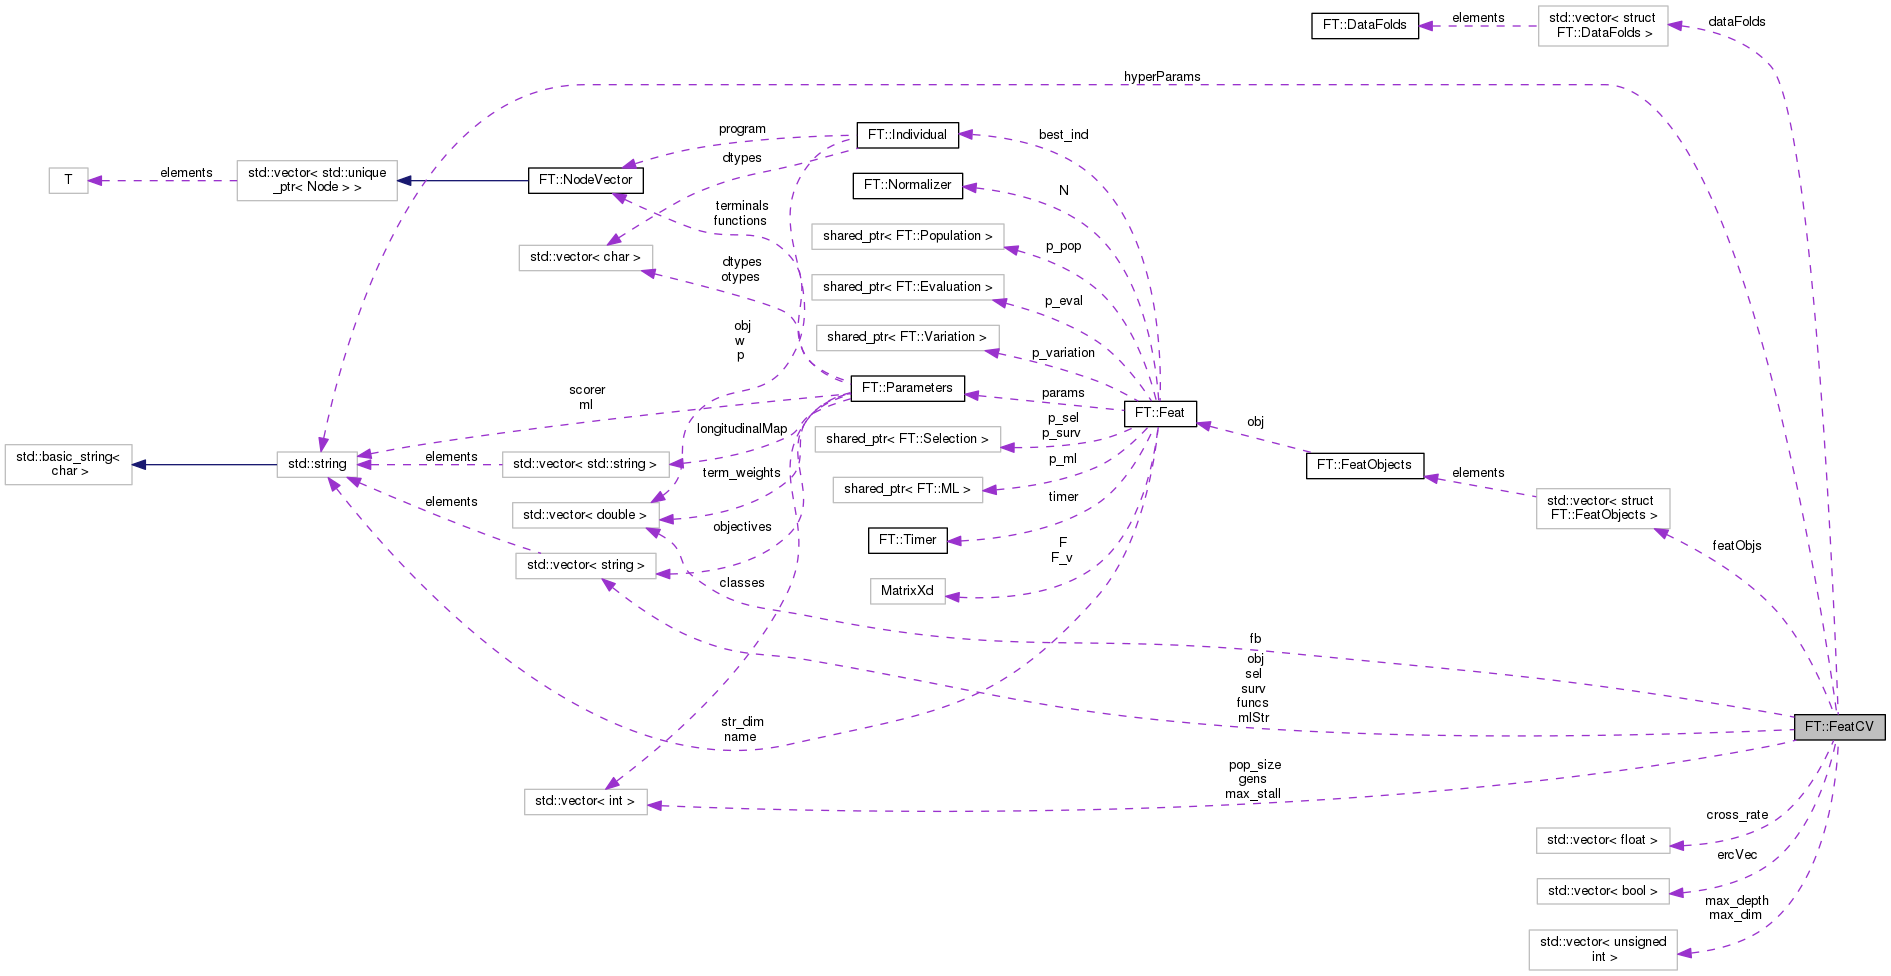 FT::DataFolds
elements
std::vector< struct
FT::DataFolds >
dataFolds
hyperParams
FT::Individual
program
best_ind
dtypes
T
elements
std::vector< std::unique
_ptr< Node > >
FT::NodeVector
FT::Normalizer
N
terminals
functions
shared_ptr< FT::Population >
p_pop
std::vector< char >
dtypes
otypes
shared_ptr< FT::Evaluation >
p_eval
obj
w
p
shared_ptr< FT::Variation >
p_variation
scorer
ml
FT::Parameters
params
FT::Feat
obj
longitudinalMap
shared_ptr< FT::Selection >
p_sel
p_surv
std::basic_string<
char >
std::string
elements
std::vector< std::string >
FT::FeatObjects
elements
term_weights
shared_ptr< FT::ML >
p_ml
std::vector< struct
FT::FeatObjects >
elements
std::vector< double >
timer
objectives
FT::Timer
F
F_v
featObjs
std::vector< string >
classes
MatrixXd
fb
obj
sel
surv
funcs
mlStr
str_dim
name
FT::FeatCV
pop_size
gens
max_stall
std::vector< int >
cross_rate
std::vector< float >
ercVec
std::vector< bool >
max_depth
max_dim
std::vector< unsigned
int >